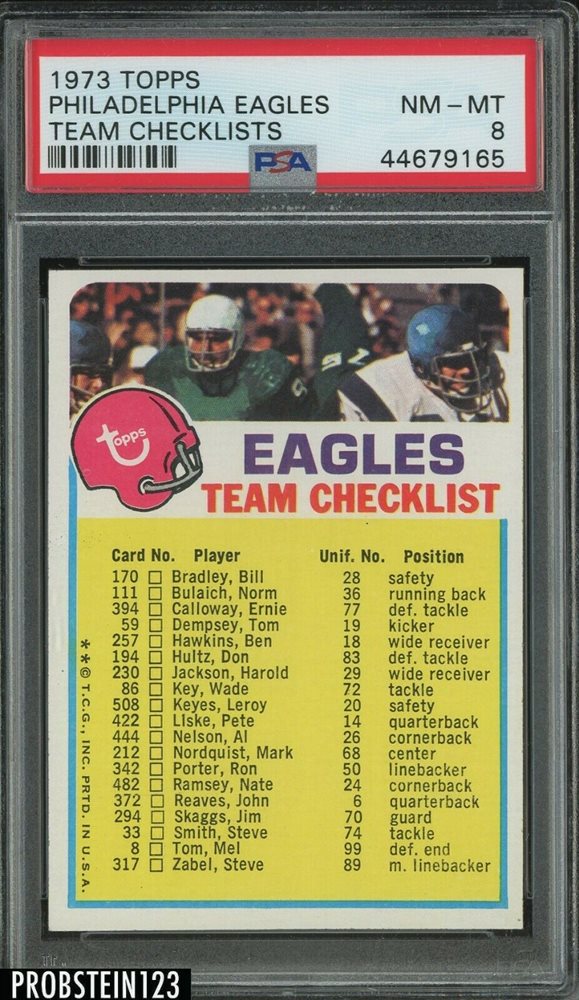 1973 TOPPS
PHILADELPHIA EAGLES NM - MT
TEAM CHECKLISTS 8
PSA 44679165
76
topps
EAGLES
TEAM CHECKLIST
Card No. Player Unif. No. Position
170 □ Bradley, Bill 28 safety
111 □ Bulaich, Norm 36 running back
394 □ Calloway, Ernie 77 def. tackle
59 □ Dempsey, Tom 19 kicker
257 □ Hawkins, Ben 18 wide receiver
194 □ Hultz, Don 83 def. tackle
230 □ Jackson, Harold 29 wide receiver
86 □ Key, Wade 72 tackle
508 □ Keyes, Leroy 20 safety
422 □ LIske, Pete 14 quarterback
444 □ Nelson, Al 26 cornerback
212 □ Nordquist, Mark 68 center
342 □ Porter, Ron 50 linebacker
482 □ Ramsey, Nate 24 cornerback
372 □ Reaves, John 6 quarterback
294 □ Skaggs, Jim 70 guard
33 □ Smith, Steve 74 tackle
8 □ Tom, Mel 99 def. end
317 □ Zabel, Steve 89 m. linebacker
**© T.C.G., INC. PRTD. IN U.S.A.
PROBSTEIN123